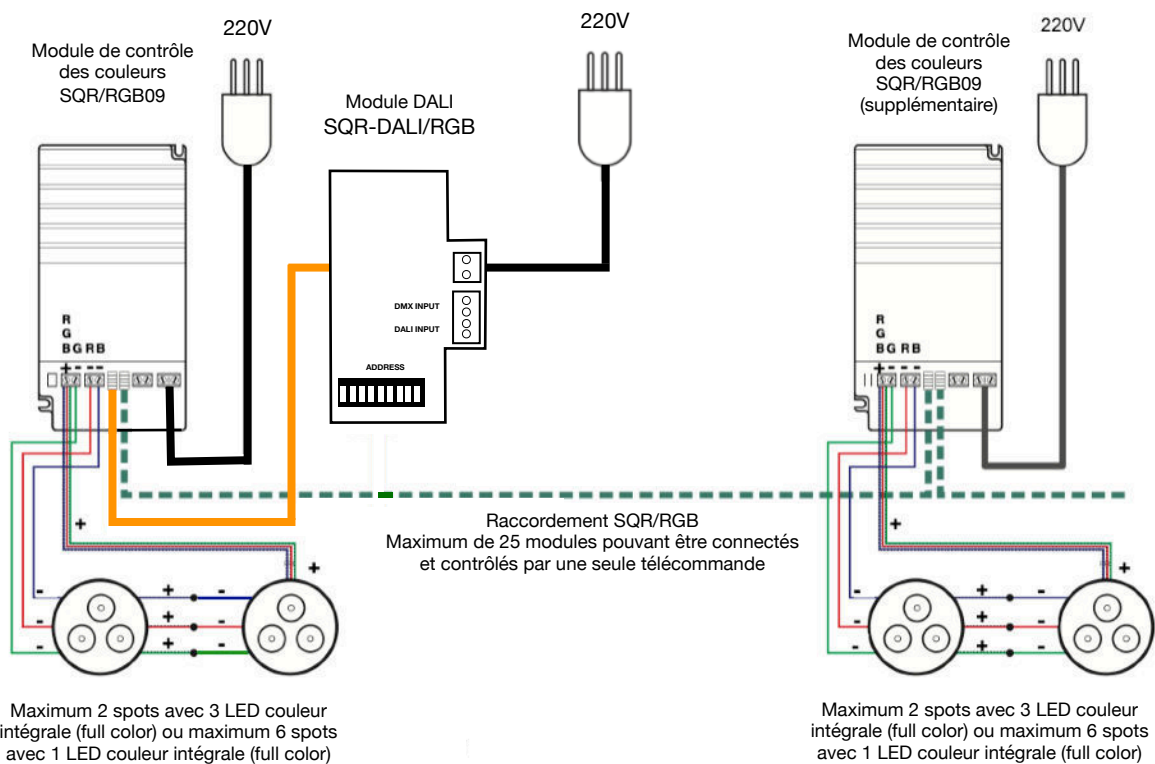 220V
Module de contrôle
des couleurs
SQR/RGB09
220V
Module DALI
SQR-DALI/RGB
220V
Module de contrôle
des couleurs
SQR/RGB09
(supplémentaire)
R
G
BG RB
+ - - -
DMX INPUT
DALI INPUT
ADDRESS
R
G
BG RB
+ - - -
+
Raccordement SQR/RGB
Maximum de 25 modules pouvant être connectés
et contrôlés par une seule télécommande
+
+
- + -
- + -
- + -
+
- + -
- + -
- + -
Maximum 2 spots avec 3 LED couleur
intégrale (full color) ou maximum 6 spots
avec 1 LED couleur intégrale (full color)
Maximum 2 spots avec 3 LED couleur
intégrale (full color) ou maximum 6 spots
avec 1 LED couleur intégrale (full color)